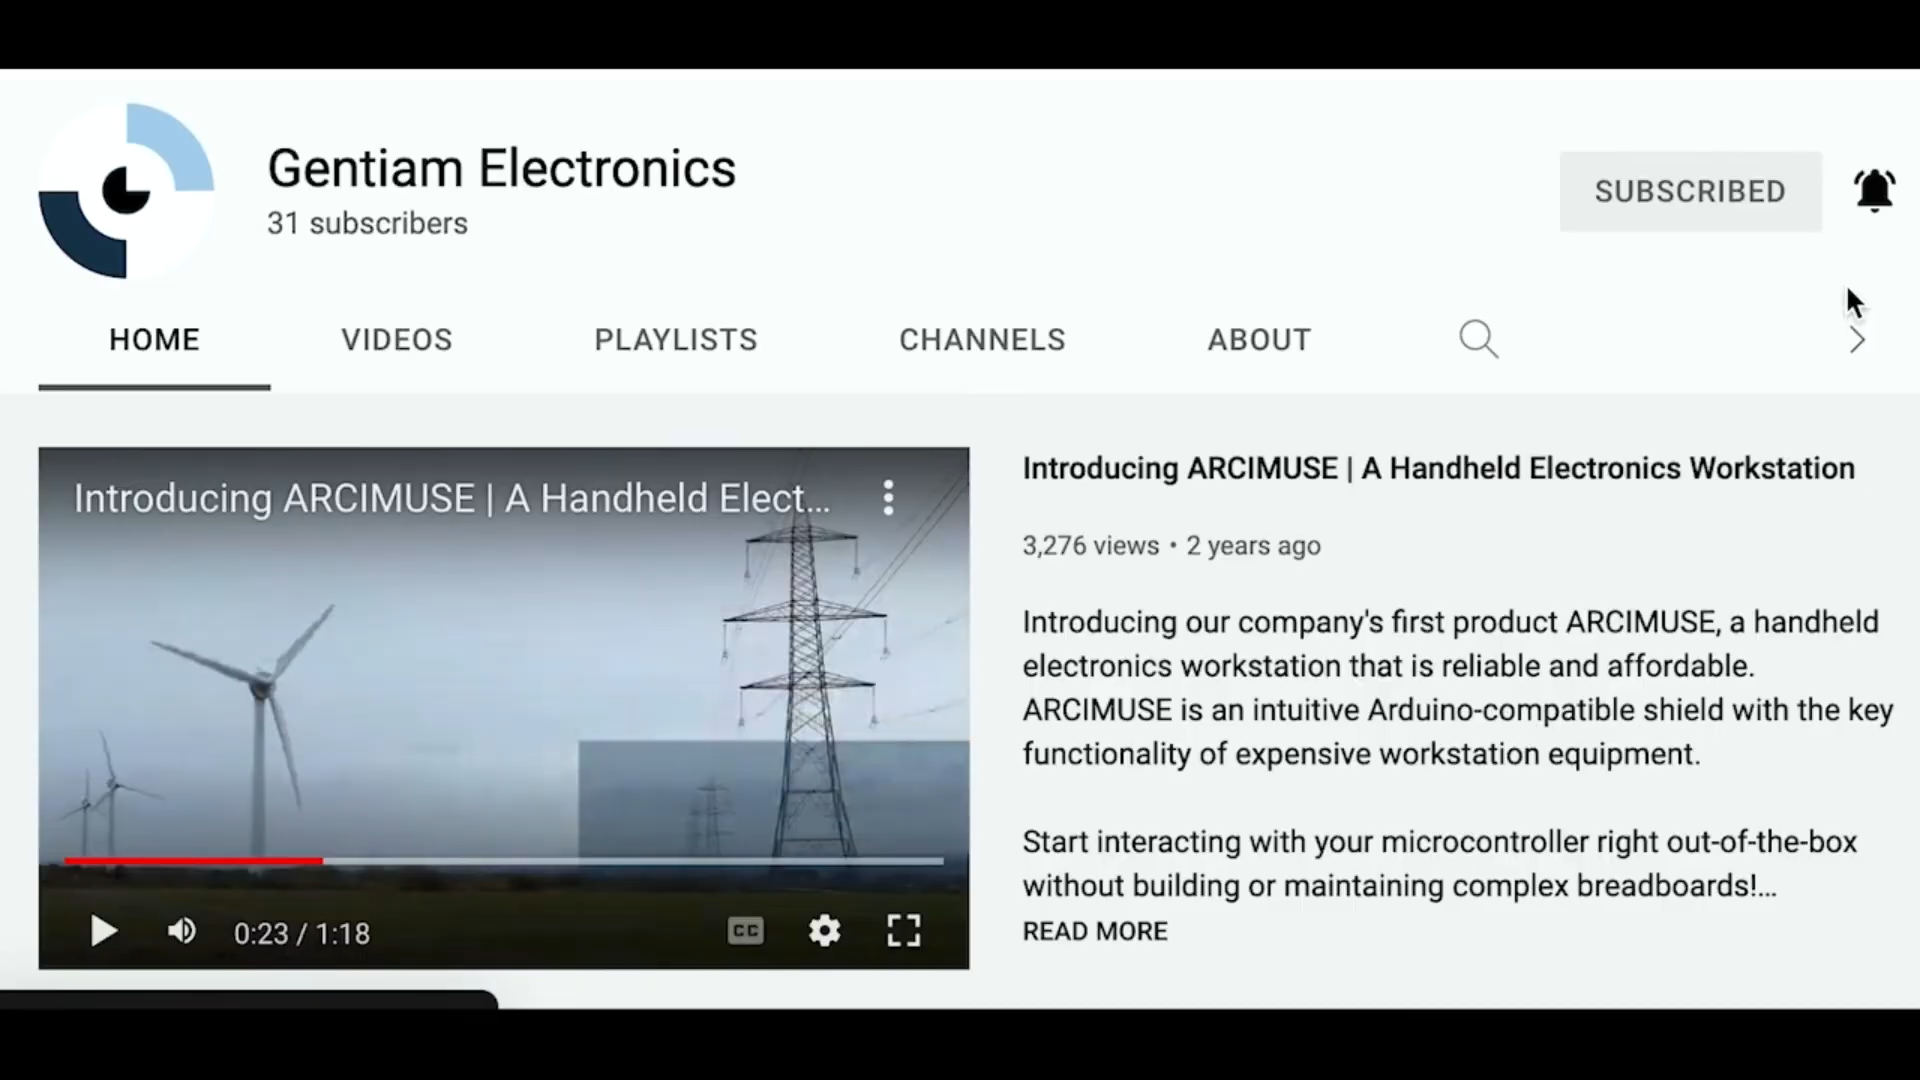 Gentiam Electronics
31 subscribers
SUBSCRIBED
HOME
VIDEOS
PLAYLISTS
CHANNELS
ABOUT
Introducing ARCIMUSE | A Handheld Elect...
0:23 / 1:18
CC
Introducing ARCIMUSE | A Handheld Electronics Workstation
3,276 views • 2 years ago
Introducing our company's first product ARCIMUSE, a handheld
electronics workstation that is reliable and affordable.
ARCIMUSE is an intuitive Arduino-compatible shield with the key
functionality of expensive workstation equipment.
Start interacting with your microcontroller right out-of-the-box
without building or maintaining complex breadboards!...
READ MORE